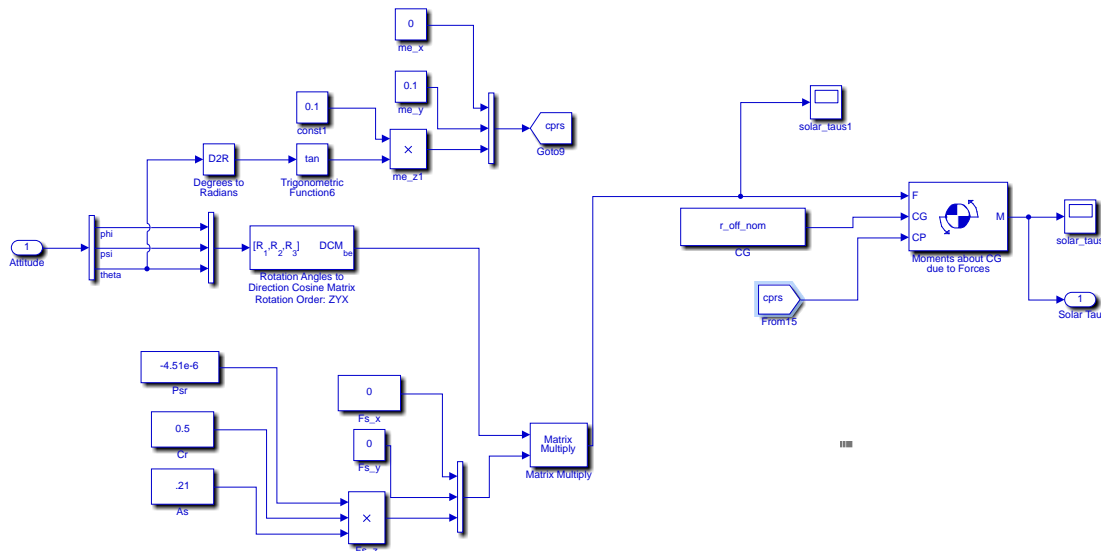 0
me_x
0.1
me_y
0.1
const1
cprs
Goto9
D2R
Degrees to
Radians
tan
Trigonometric
Function6
×
me_z1
solar_taus1
1
Attitude
phi
psi
theta
[R1,R2,R3]
DCMbe
Rotation Angles to
Direction Cosine Matrix
Rotation Order: ZYX
r_off_nom
CG
F
CG
CP
M
Moments about CG
due to Forces
solar_taus
cprs
From15
1
Solar Tau
-4.51e-6
Psr
0.5
Cr
.21
As
0
Fs_x
0
Fs_y
×
Fs_z
Matrix
Multiply
Matrix Multiply